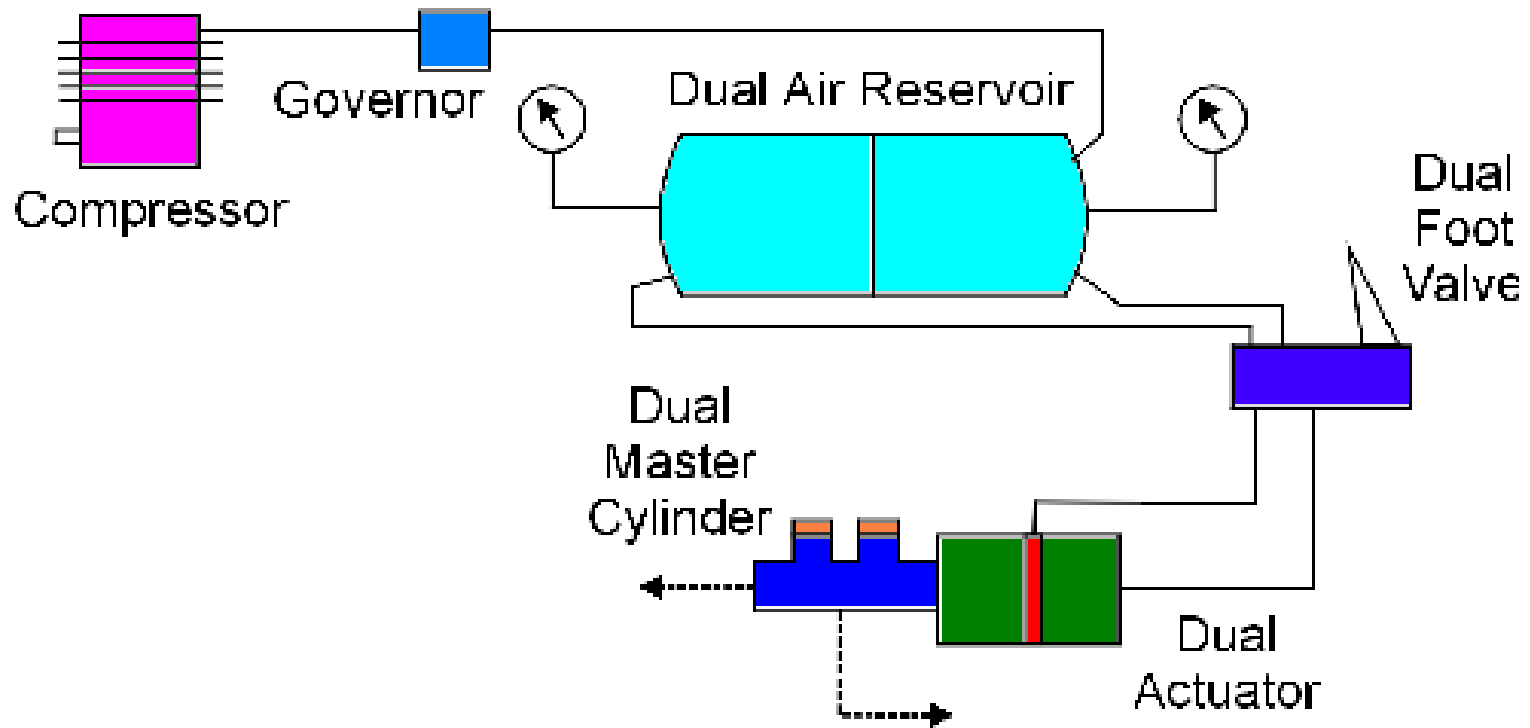 Governor
Dual Air Reservoir
Compressor
Dual
Foot
Valve
Dual
Master
Cylinder
Dual
Actuator